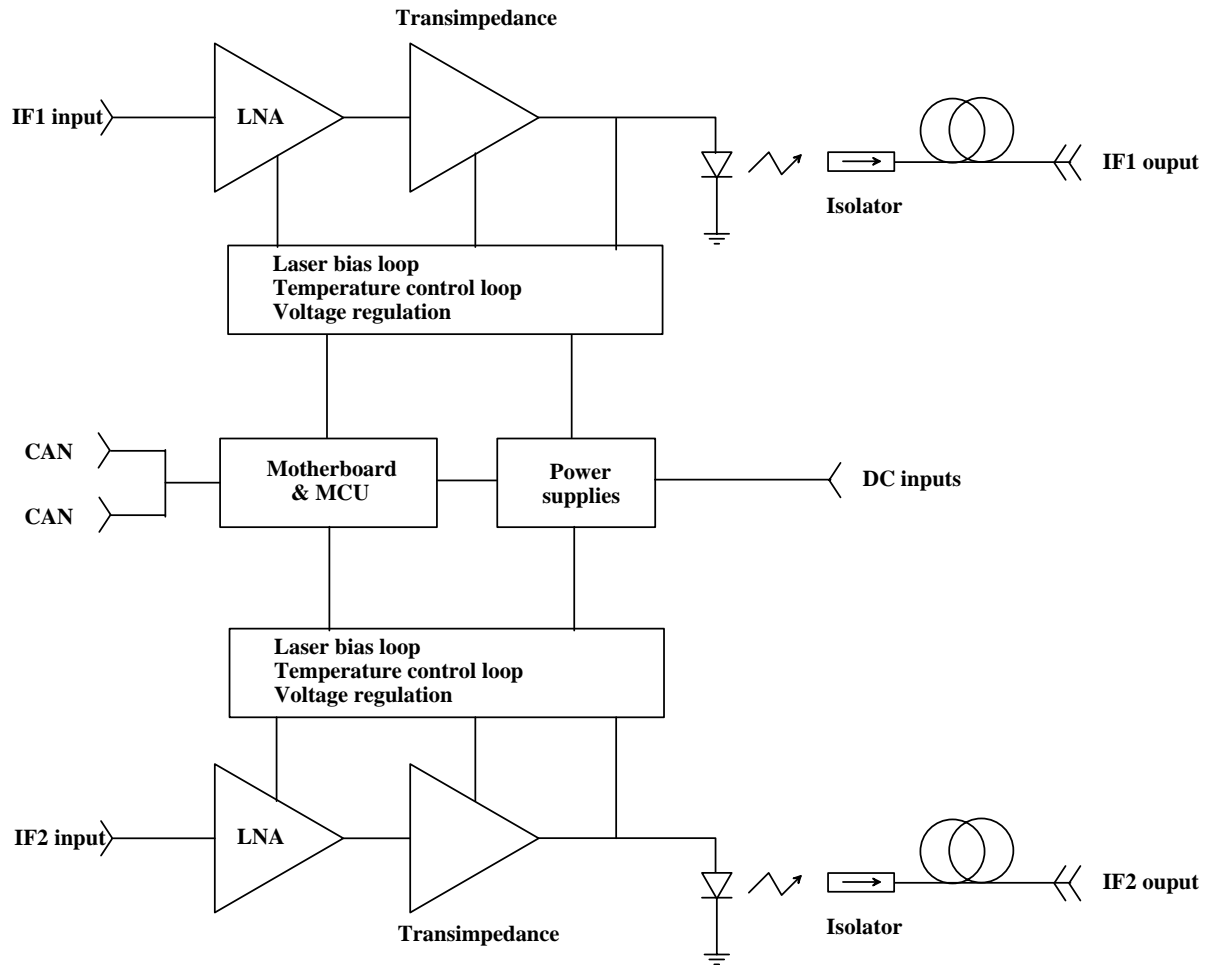 Transimpedance
IF1 input
LNA
IF1 ouput
Isolator
Laser bias loop
Temperature control loop
Voltage regulation
CAN
CAN
Motherboard
& MCU
Power
supplies
DC inputs
Laser bias loop
Temperature control loop
Voltage regulation
IF2 input
LNA
IF2 ouput
Isolator
Transimpedance